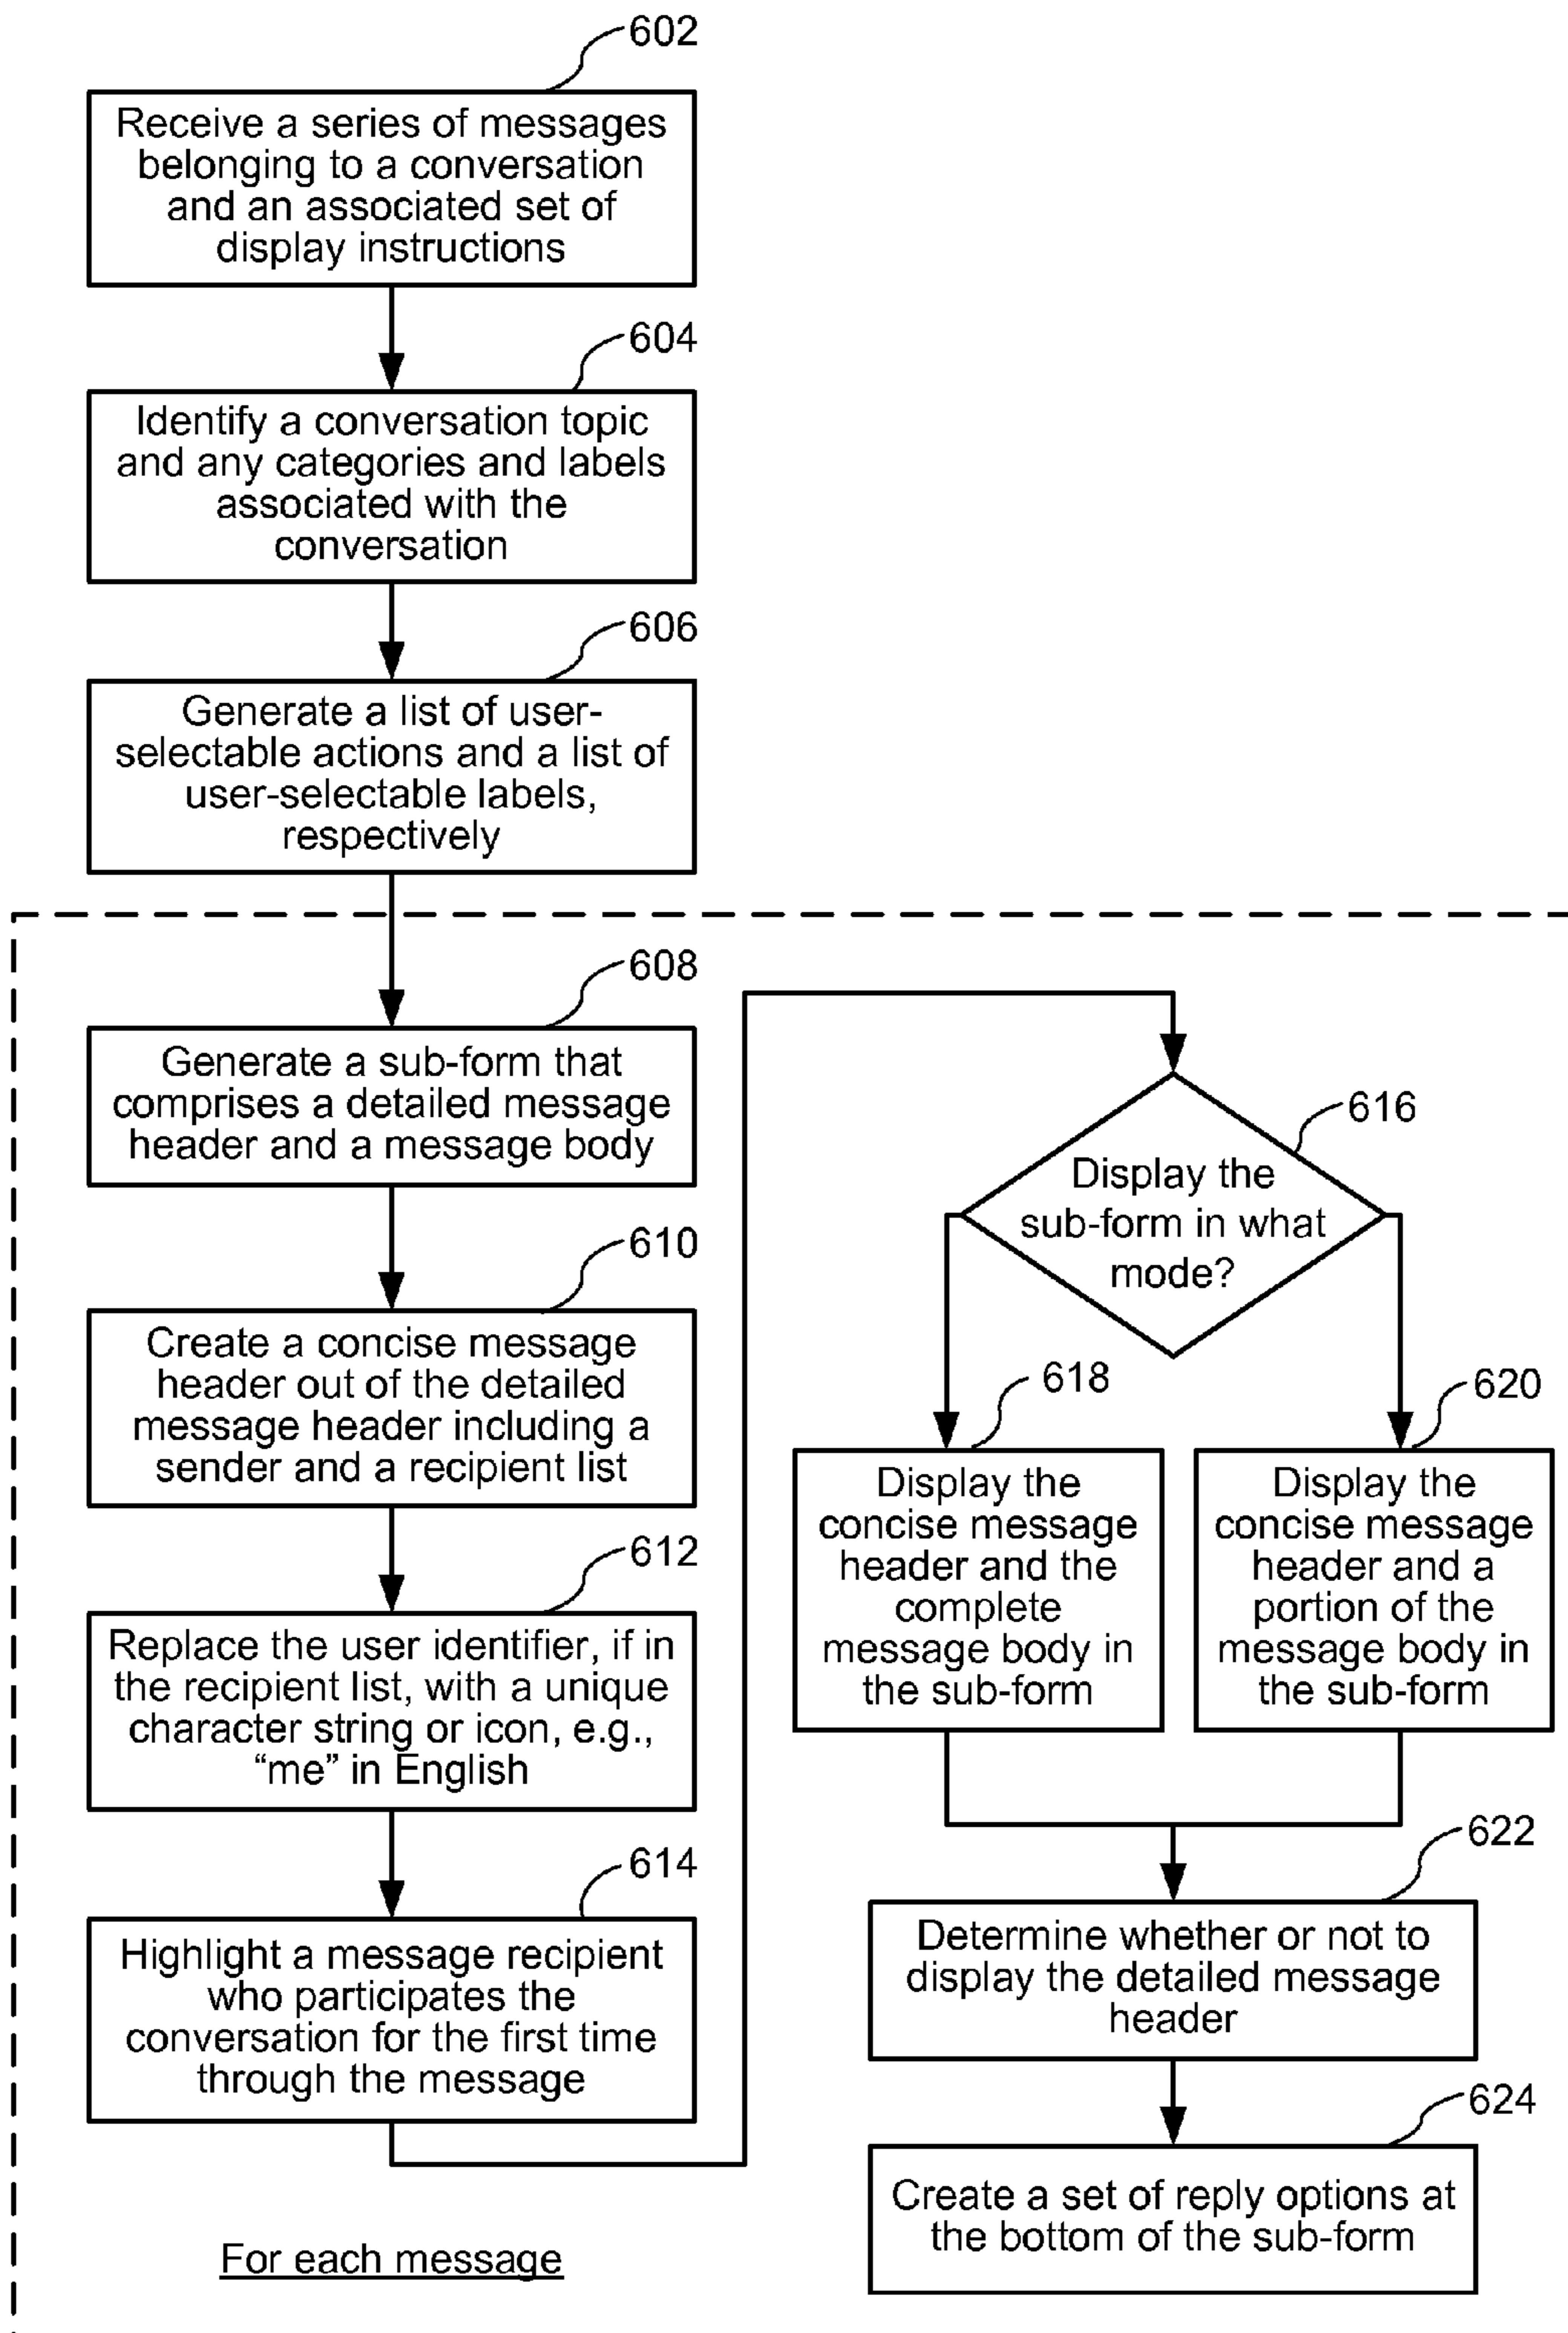 602
Receive a series of messages
belonging to a conversation
and an associated set of
display instructions
604
Identify a conversation topic
and any categories and labels
associated with the
conversation
606
Generate a list of user-
selectable actions and a list of
user-selectable labels,
respectively
608
Generate a sub-form that
comprises a detailed message
header and a message body
610
Create a concise message
header out of the detailed
message header including a
sender and a recipient list
612
Replace the user identifier, if in
the recipient list, with a unique
character string or icon, e.g.,
“me” in English
614
Highlight a message recipient
who participates the
conversation for the first time
through the message
For each message
616
Display the
sub-form in what
mode?
618
Display the
concise message
header and the
complete
message body in
the sub-form
620
Display the
concise message
header and a
portion of the
message body in
the sub-form
622
Determine whether or not to
display the detailed message
header
624
Create a set of reply options at
the bottom of the sub-form